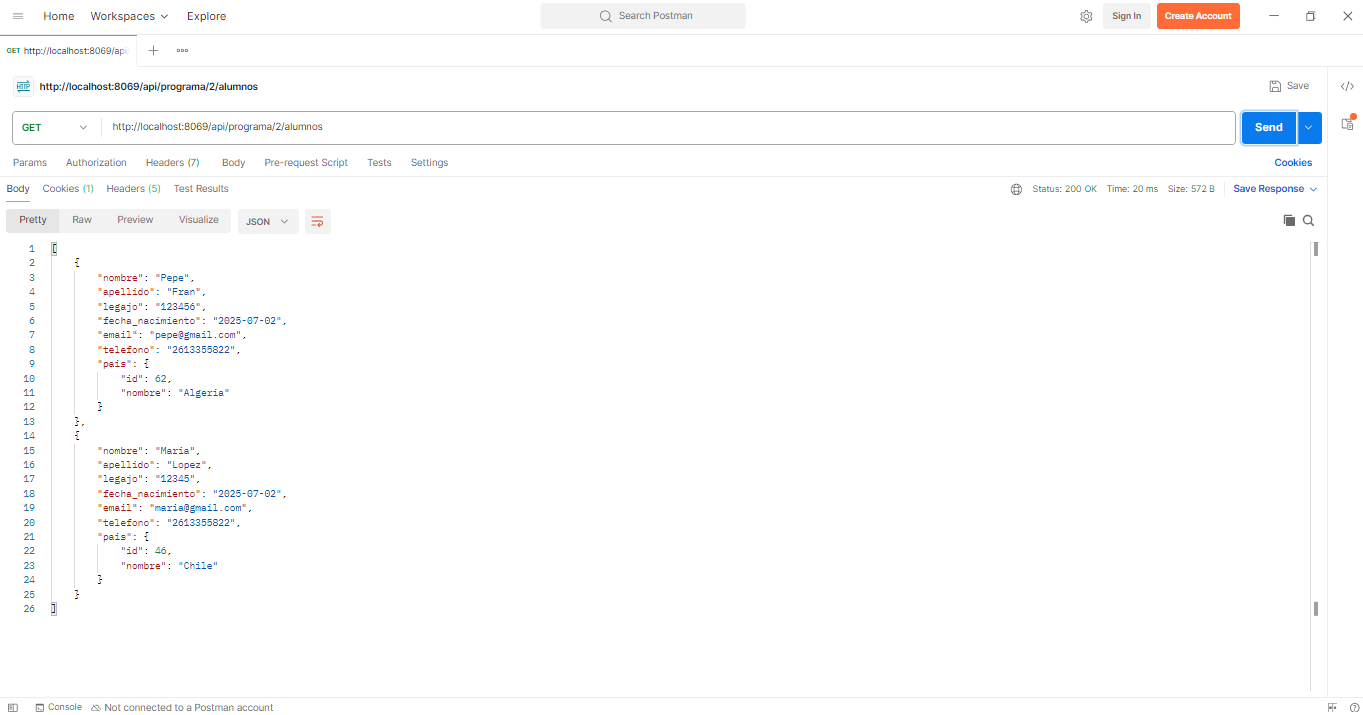 Home Workspaces Explore Search Postman Sign In Create Account
GET http://localhost:8069/api
HTTP http://localhost:8069/api/programa/2/alumnos Save
GET http://localhost:8069/api/programa/2/alumnos Send
Params Authorization Headers (7) Body Pre-request Script Tests Settings Cookies
Body Cookies (1) Headers (5) Test Results Status: 200 OK Time: 20 ms Size: 572 B Save Response
Pretty Raw Preview Visualize JSON
1 [
2 {
3 "nombre": "Pepe",
4 "apellido": "Fran",
5 "legajo": "123456",
6 "fecha_nacimiento": "2025-07-02",
7 "email": "pepe@gmail.com",
8 "telefono": "2613355822",
9 "pais": {
10 "id": 62,
11 "nombre": "Algeria"
12 }
13 },
14 {
15 "nombre": "Maria",
16 "apellido": "Lopez",
17 "legajo": "12345",
18 "fecha_nacimiento": "2025-07-02",
19 "email": "maria@gmail.com",
20 "telefono": "2613355822",
21 "pais": {
22 "id": 46,
23 "nombre": "Chile"
24 }
25 }
26 ]
Console Not connected to a Postman account